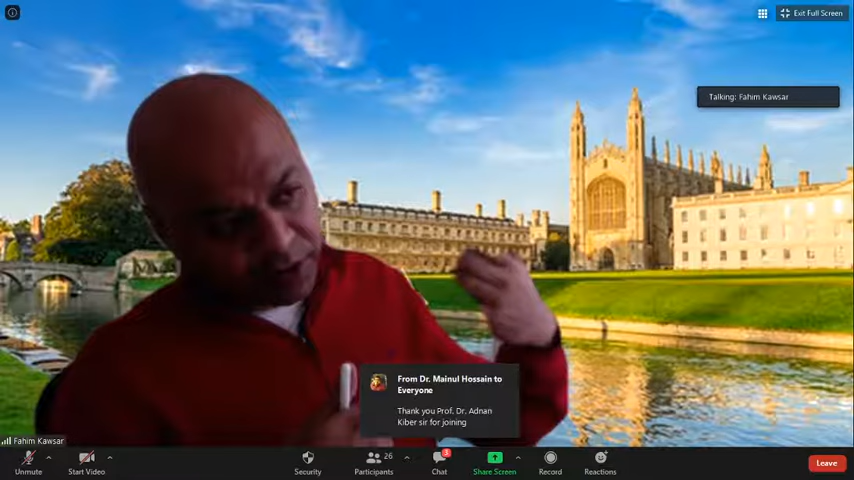 Exit Full Screen
Talking: Fahim Kawsar
From Dr. Mainul Hossain to
Everyone
Thank you Prof. Dr. Adnan
Kiber sir for joining
Fahim Kawsar
Unmute
Start Video
Security
26
Participants
3
Chat
Share Screen
Record
Reactions
Leave